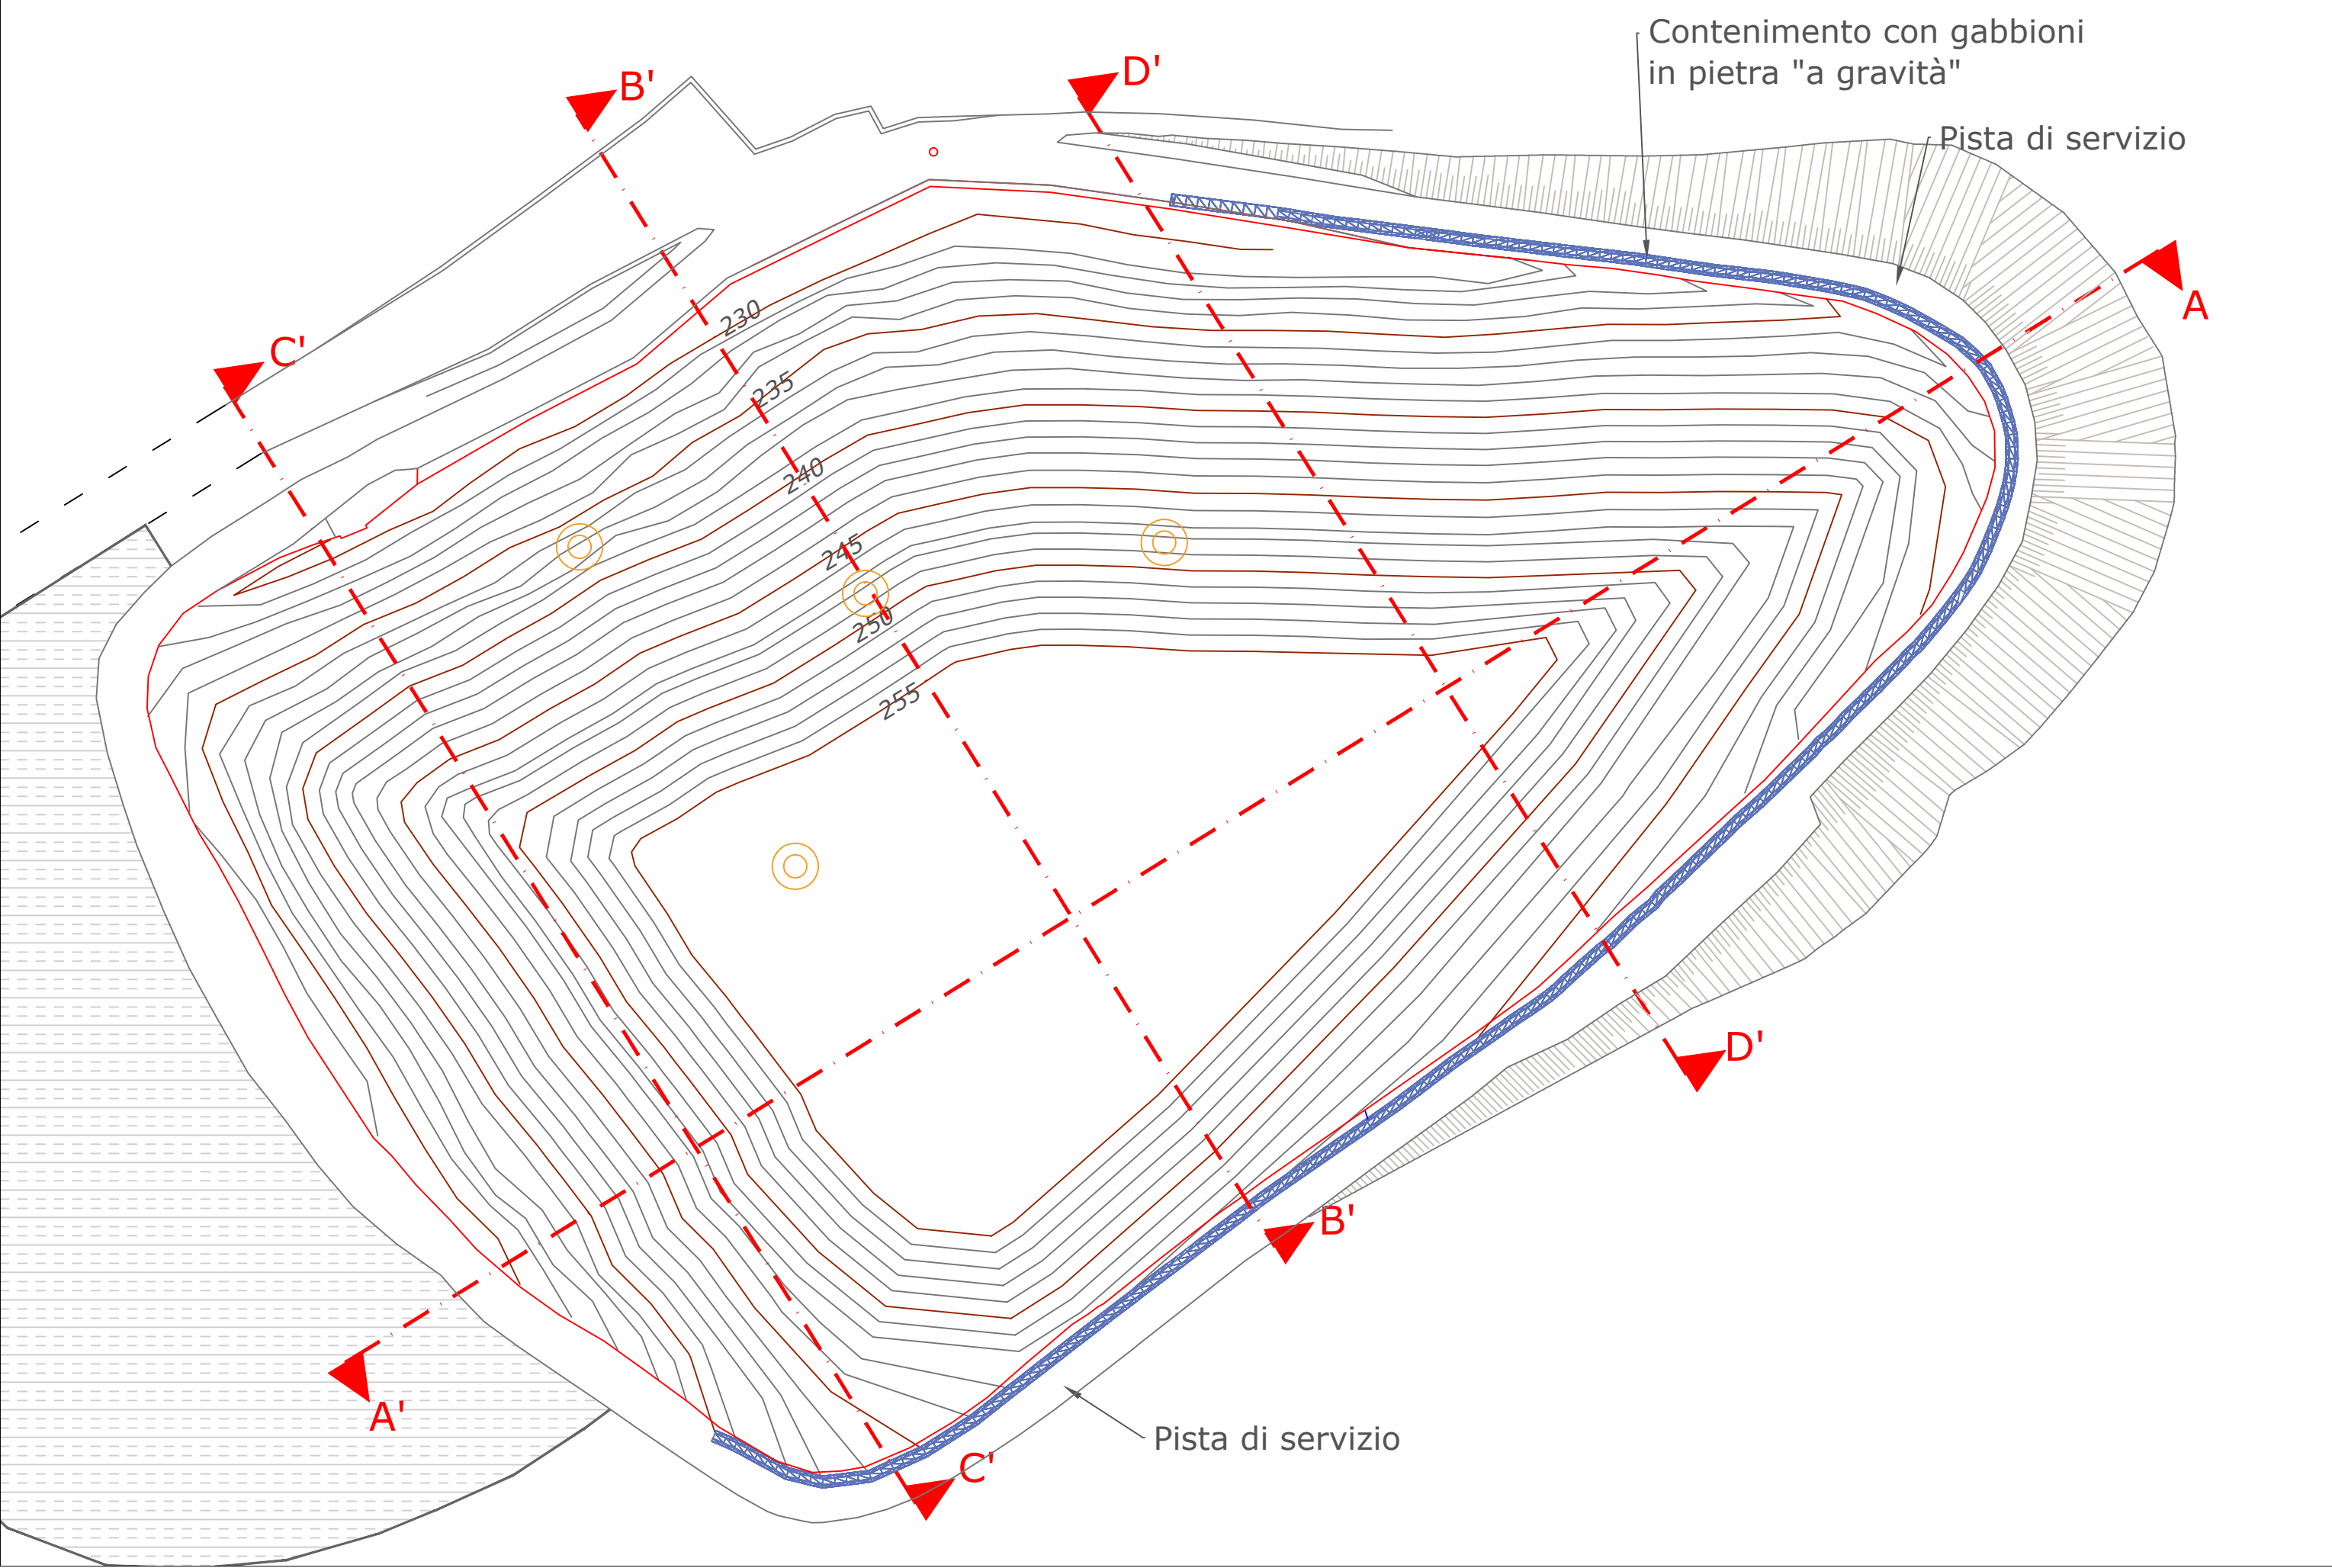 Contenimento con gabbioni
in pietra "a gravità"
Pista di servizio
B'
D'
A
C'
230
235
240
245
250
255
D'
B'
A'
Pista di servizio
C'